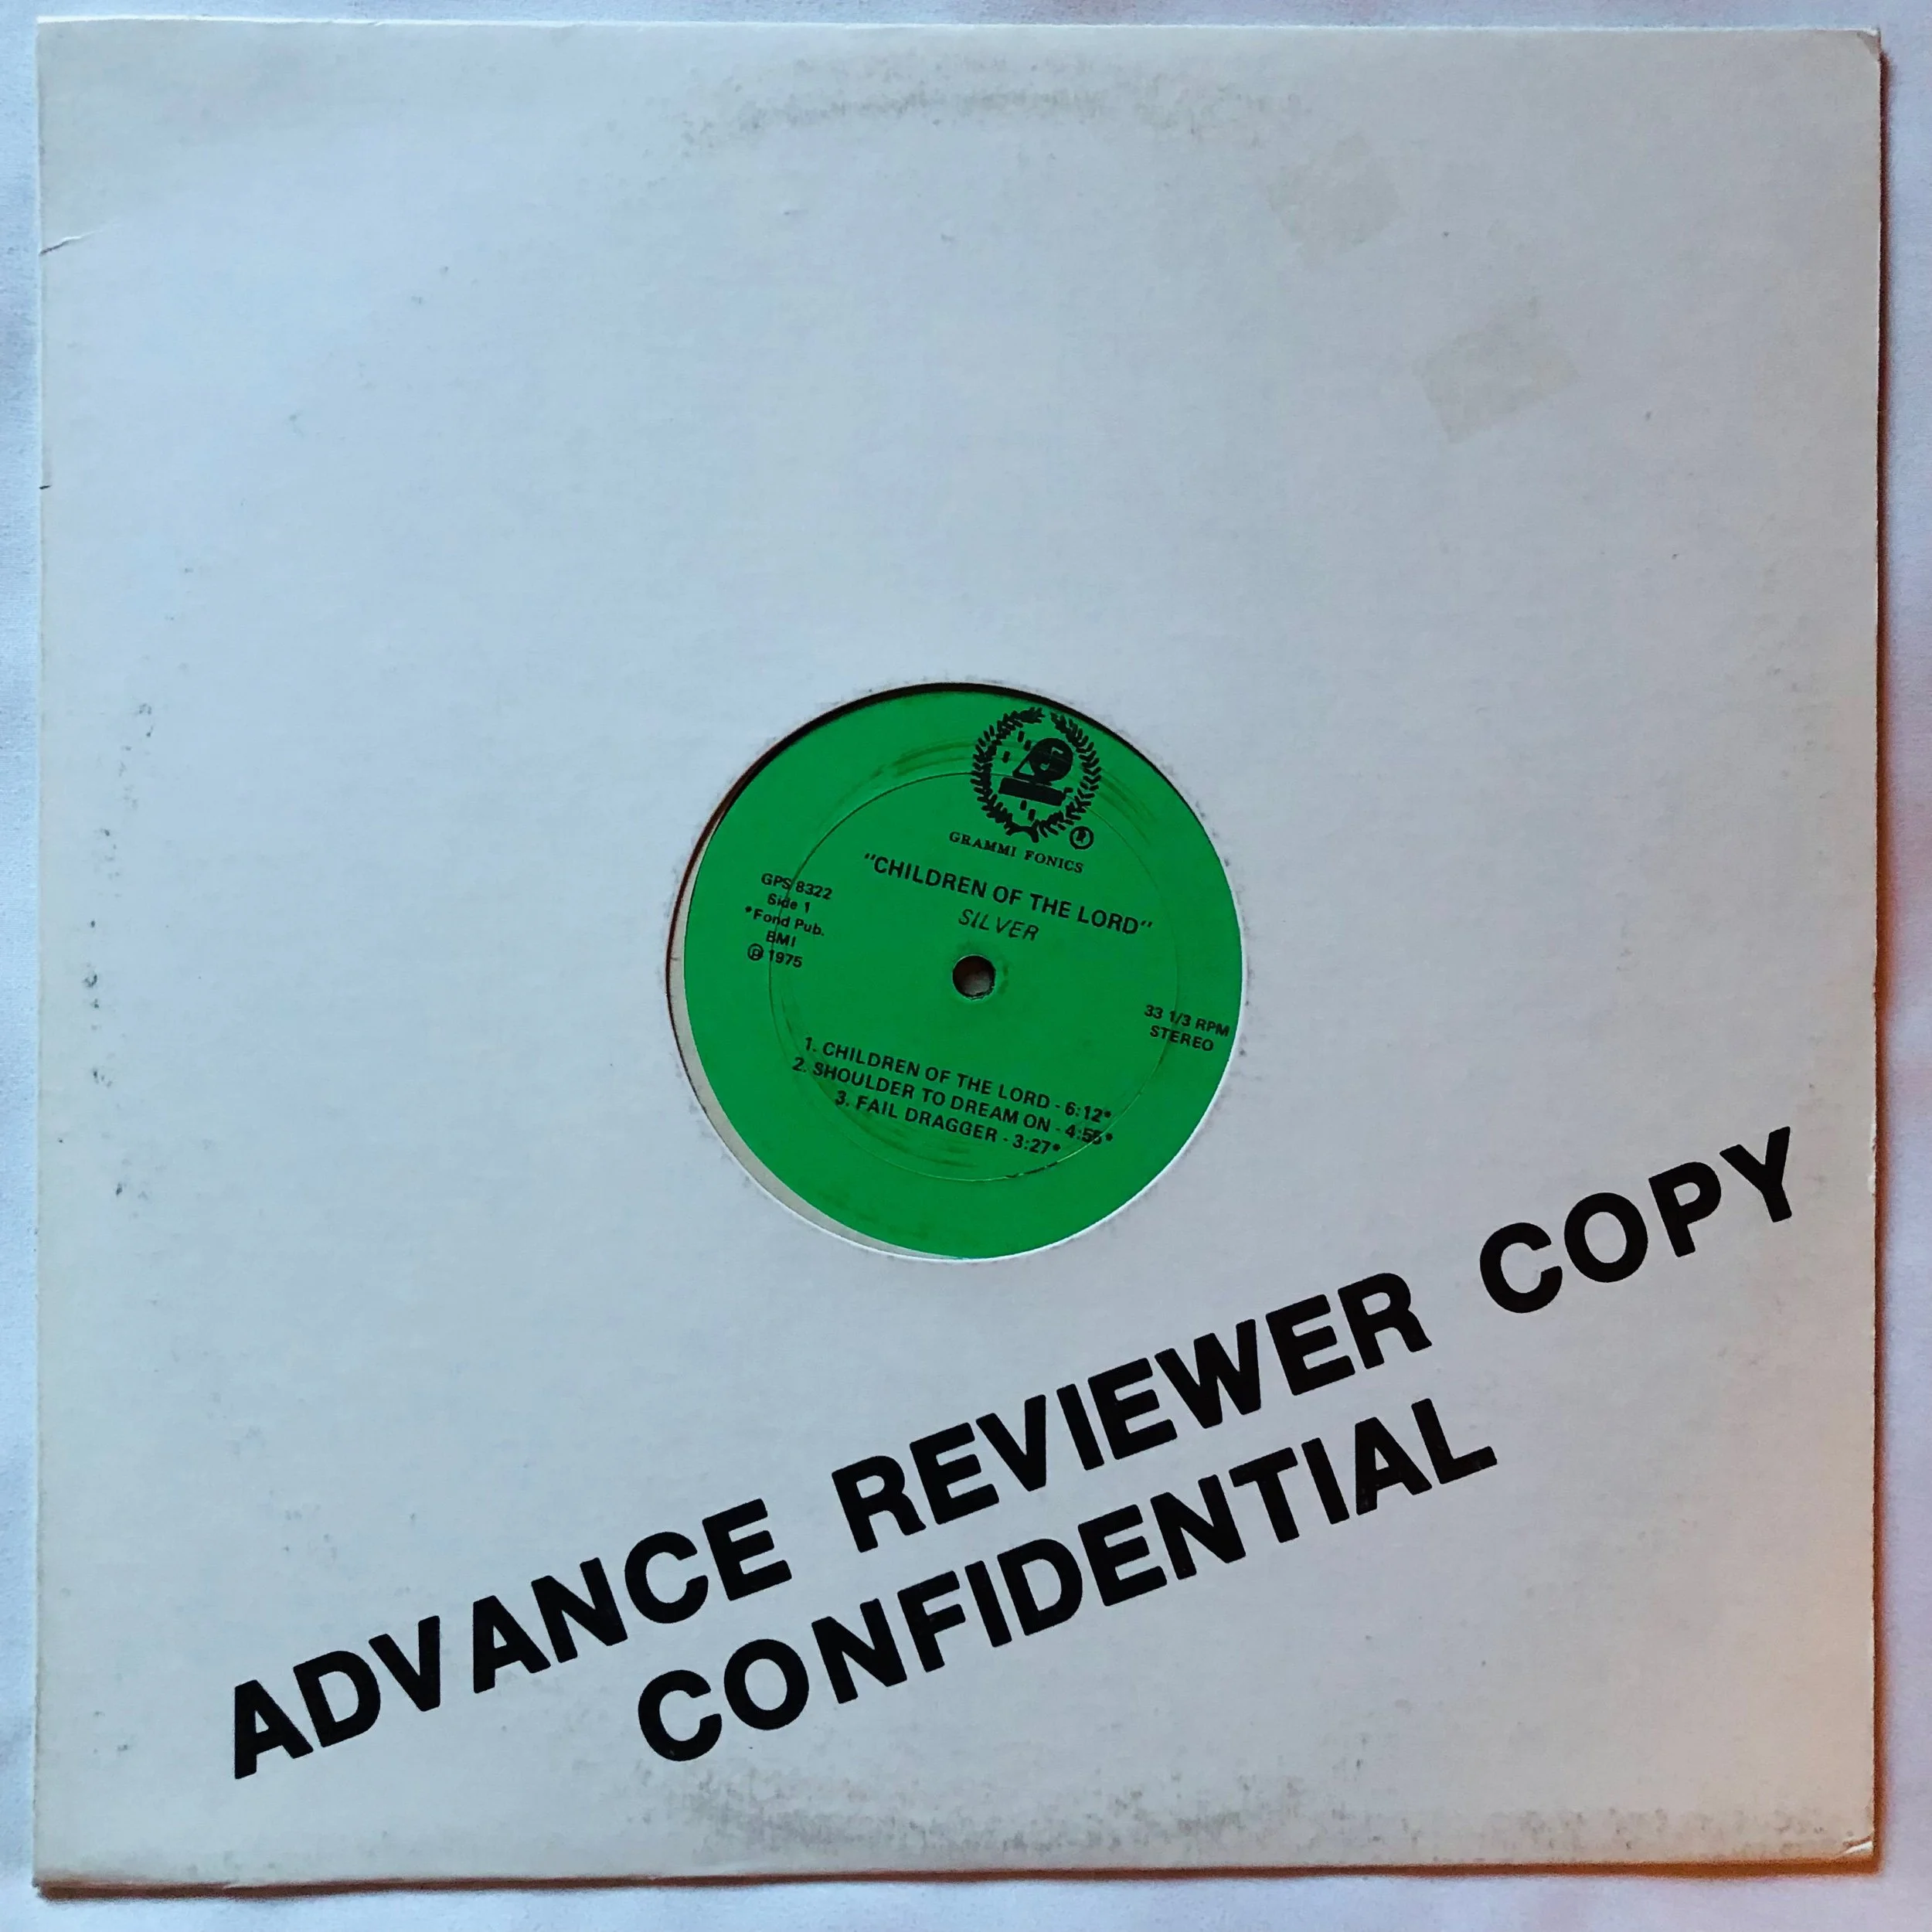 GRAMMI FONICS
"CHILDREN OF THE LORD"
SILVER
GPS 8322
Side 1
*Fond Pub.
BMI
℗ 1975
33 1/3 RPM
STEREO
1. CHILDREN OF THE LORD - 6:12*
2. SHOULDER TO DREAM ON - 4:55*
3. FAIL DRAGGER - 3:27*
ADVANCE REVIEWER COPY
CONFIDENTIAL